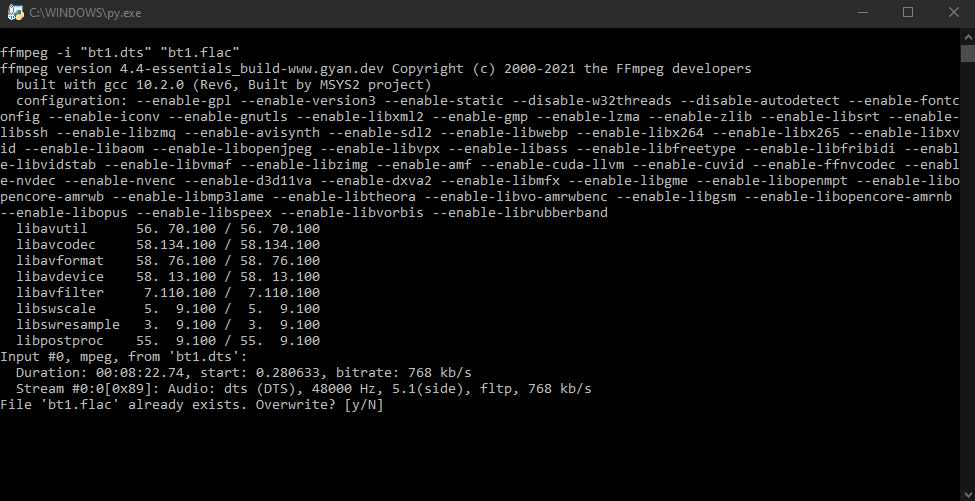 C:\WINDOWS\py.exe
ffmpeg -i "bt1.dts" "bt1.flac"
ffmpeg version 4.4-essentials_build-www.gyan.dev Copyright (c) 2000-2021 the FFmpeg developers
  built with gcc 10.2.0 (Rev6, Built by MSYS2 project)
  configuration: --enable-gpl --enable-version3 --enable-static --disable-w32threads --disable-autodetect --enable-fontc
onfig --enable-iconv --enable-gnutls --enable-libxml2 --enable-gmp --enable-lzma --enable-zlib --enable-libsrt --enable-
libssh --enable-libzmq --enable-avisynth --enable-sdl2 --enable-libwebp --enable-libx264 --enable-libx265 --enable-libxv
id --enable-libaom --enable-libopenjpeg --enable-libvpx --enable-libass --enable-libfreetype --enable-libfribidi --enabl
e-libvidstab --enable-libvmaf --enable-libzimg --enable-amf --enable-cuda-llvm --enable-cuvid --enable-ffnvcodec --enabl
e-nvdec --enable-nvenc --enable-d3d11va --enable-dxva2 --enable-libmfx --enable-libgme --enable-libopenmpt --enable-libo
pencore-amrwb --enable-libmp3lame --enable-libtheora --enable-libvo-amrwbenc --enable-libgsm --enable-libopencore-amrnb
--enable-libopus --enable-libspeex --enable-libvorbis --enable-librubberband
  libavutil      56. 70.100 / 56. 70.100
  libavcodec     58.134.100 / 58.134.100
  libavformat    58. 76.100 / 58. 76.100
  libavdevice    58. 13.100 / 58. 13.100
  libavfilter     7.110.100 /  7.110.100
  libswscale      5.  9.100 /  5.  9.100
  libswresample   3.  9.100 /  3.  9.100
  libpostproc    55.  9.100 / 55.  9.100
Input #0, mpeg, from 'bt1.dts':
  Duration: 00:08:22.74, start: 0.280633, bitrate: 768 kb/s
  Stream #0:0[0x89]: Audio: dts (DTS), 48000 Hz, 5.1(side), fltp, 768 kb/s
File 'bt1.flac' already exists. Overwrite? [y/N]